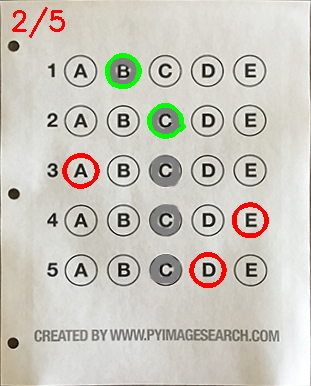 2/5
1 A B C D E
2 A B C D E
3 A B C D E
4 A B C D E
5 A B C D E
CREATED BY WWW.PYIMAGESEARCH.COM